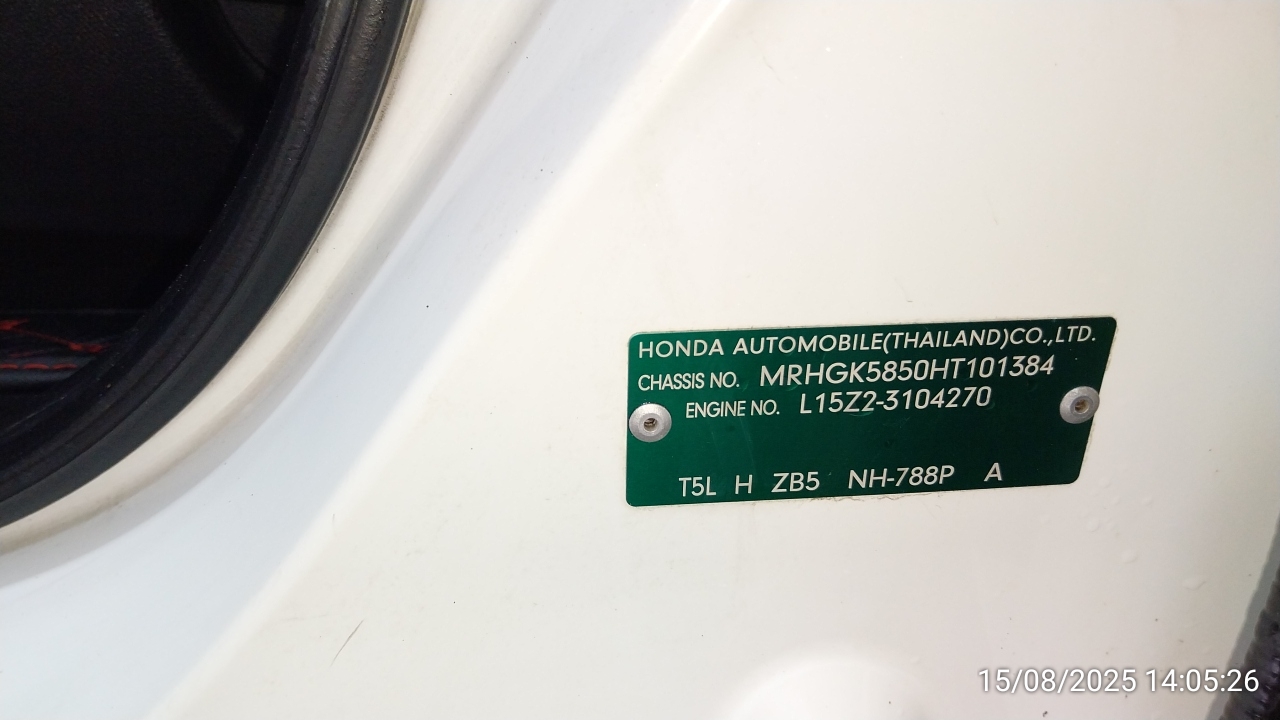 HONDA AUTOMOBILE(THAILAND)CO.,LTD.
CHASSIS NO. MRHGK5850HT101384
ENGINE NO. L15Z2-3104270
T5L H ZB5 NH-788P A
15/08/2025 14:05:26